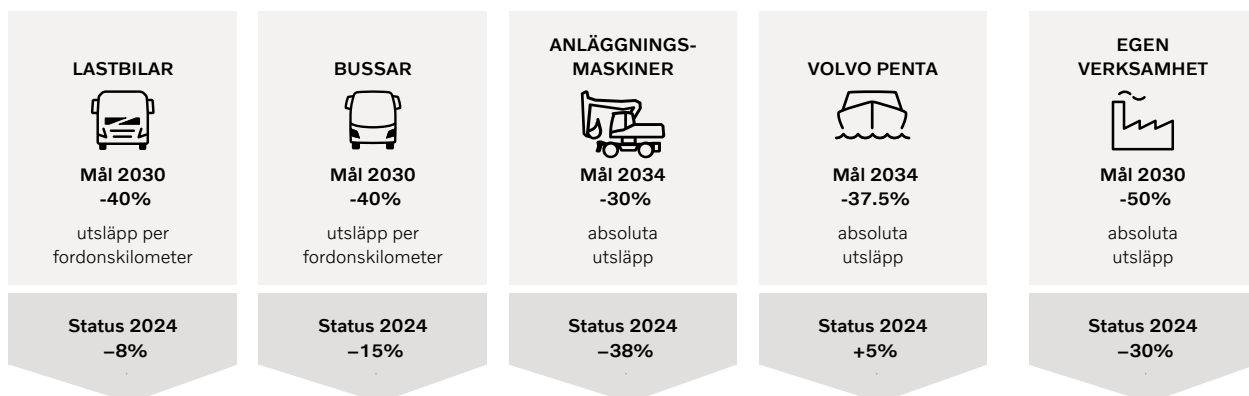 LASTBILAR
Mål 2030
-40%
utsläpp per
fordonskilometer
Status 2024
–8%
BUSSAR
Mål 2030
-40%
utsläpp per
fordonskilometer
Status 2024
–15%
ANLÄGGNINGS-
MASKINER
Mål 2034
-30%
absoluta
utsläpp
Status 2024
–38%
VOLVO PENTA
Mål 2034
-37.5%
absoluta
utsläpp
Status 2024
+5%
EGEN
VERKSAMHET
Mål 2030
-50%
absoluta
utsläpp
Status 2024
–30%